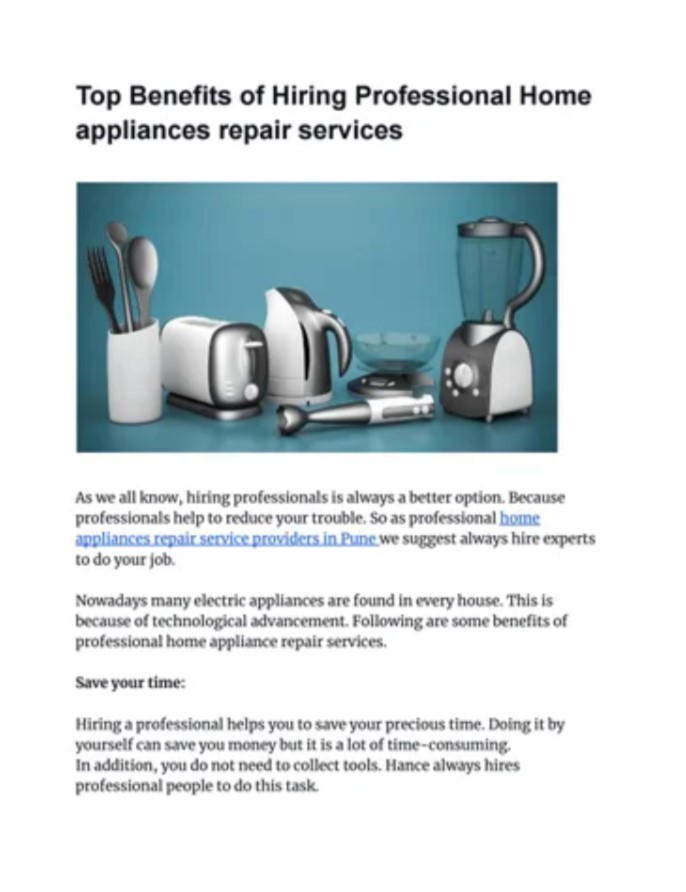 Top Benefits of Hiring Professional Home
appliances repair services
As we all know, hiring professionals is always a better option. Because
professionals help to reduce your trouble. So as professional home
appliances repair service providers in Pune we suggest always hire experts
to do your job.
Nowadays many electric appliances are found in every house. This is
because of technological advancement. Following are some benefits of
professional home appliance repair services.
Save your time:
Hiring a professional helps you to save your precious time. Doing it by
yourself can save you money but it is a lot of time-consuming.
In addition, you do not need to collect tools. Hance always hires
professional people to do this task.